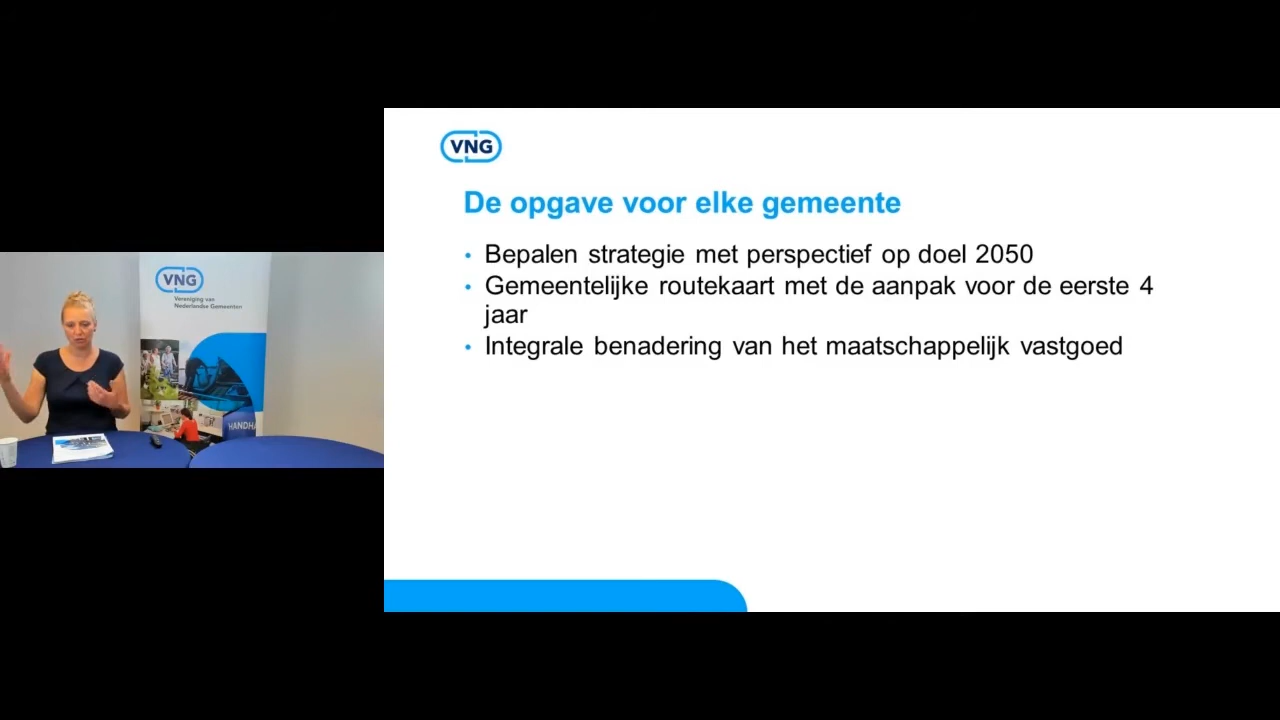 VNG
De opgave voor elke gemeente
• Bepalen strategie met perspectief op doel 2050
• Gemeentelijke routekaart met de aanpak voor de eerste 4
jaar
• Integrale benadering van het maatschappelijk vastgoed
VNG
Vereniging van
Nederlandse Gemeenten
HANDHA